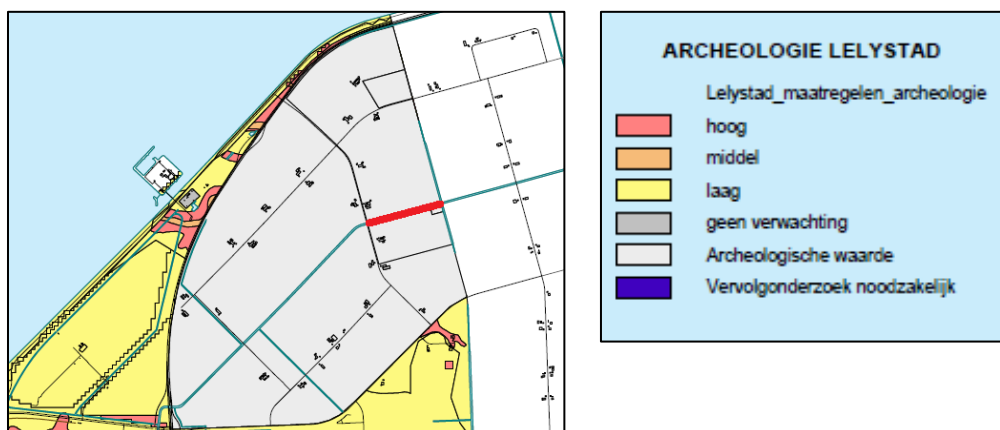 ARCHEOLOGIE LELYSTAD
Lelystad_maatregelen_archeologie
hoog
middel
laag
geen verwachting
Archeologische waarde
Vervolgonderzoek noodzakelijk